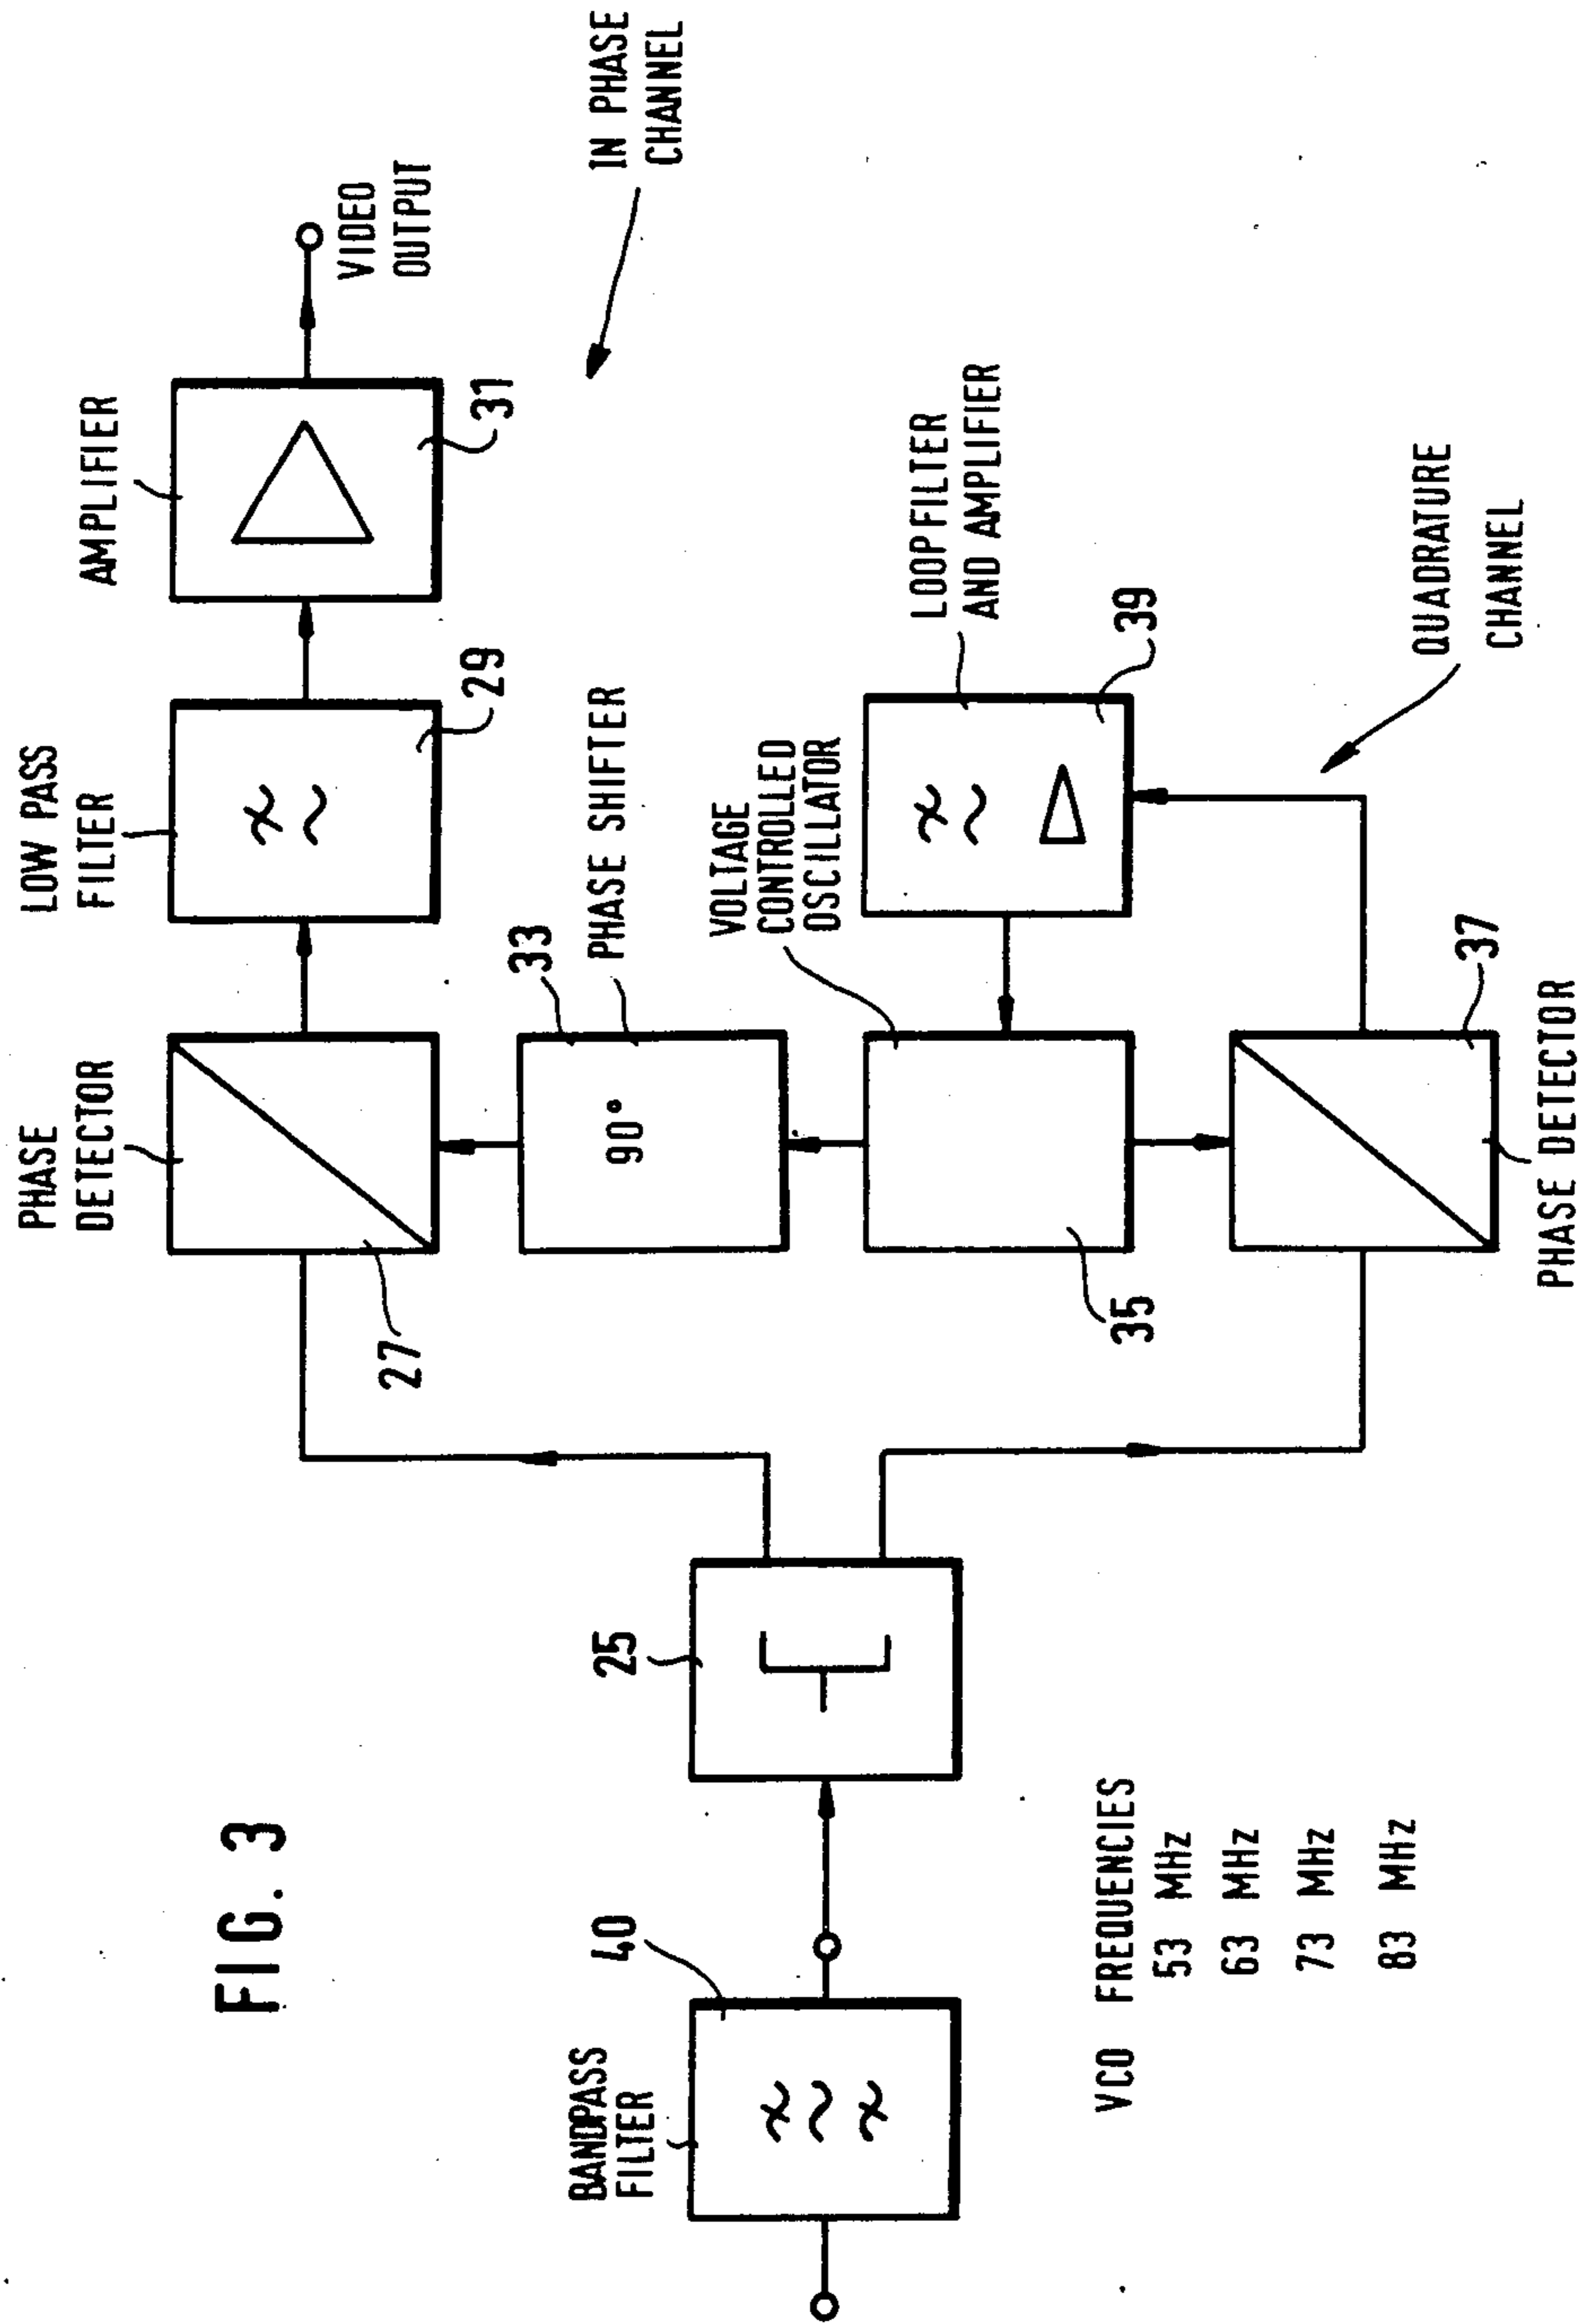 FIG. 3
BANDPASS
FILTER
40
25
PHASE
DETECTOR
27
LOW PASS
FILTER
29
AMPLIFIER
31
VIDEO
OUTPUT
IN PHASE
CHANNEL
33
PHASE SHIFTER
90°
VOLTAGE
CONTROLLED
OSCILLATOR
35
LOOPFILTER
AND AMPLIFIER
39
37
PHASE DETECTOR
QUADRATURE
CHANNEL
VCO FREQUENCIES
53 MHz
63 MHz
73 MHz
83 MHz